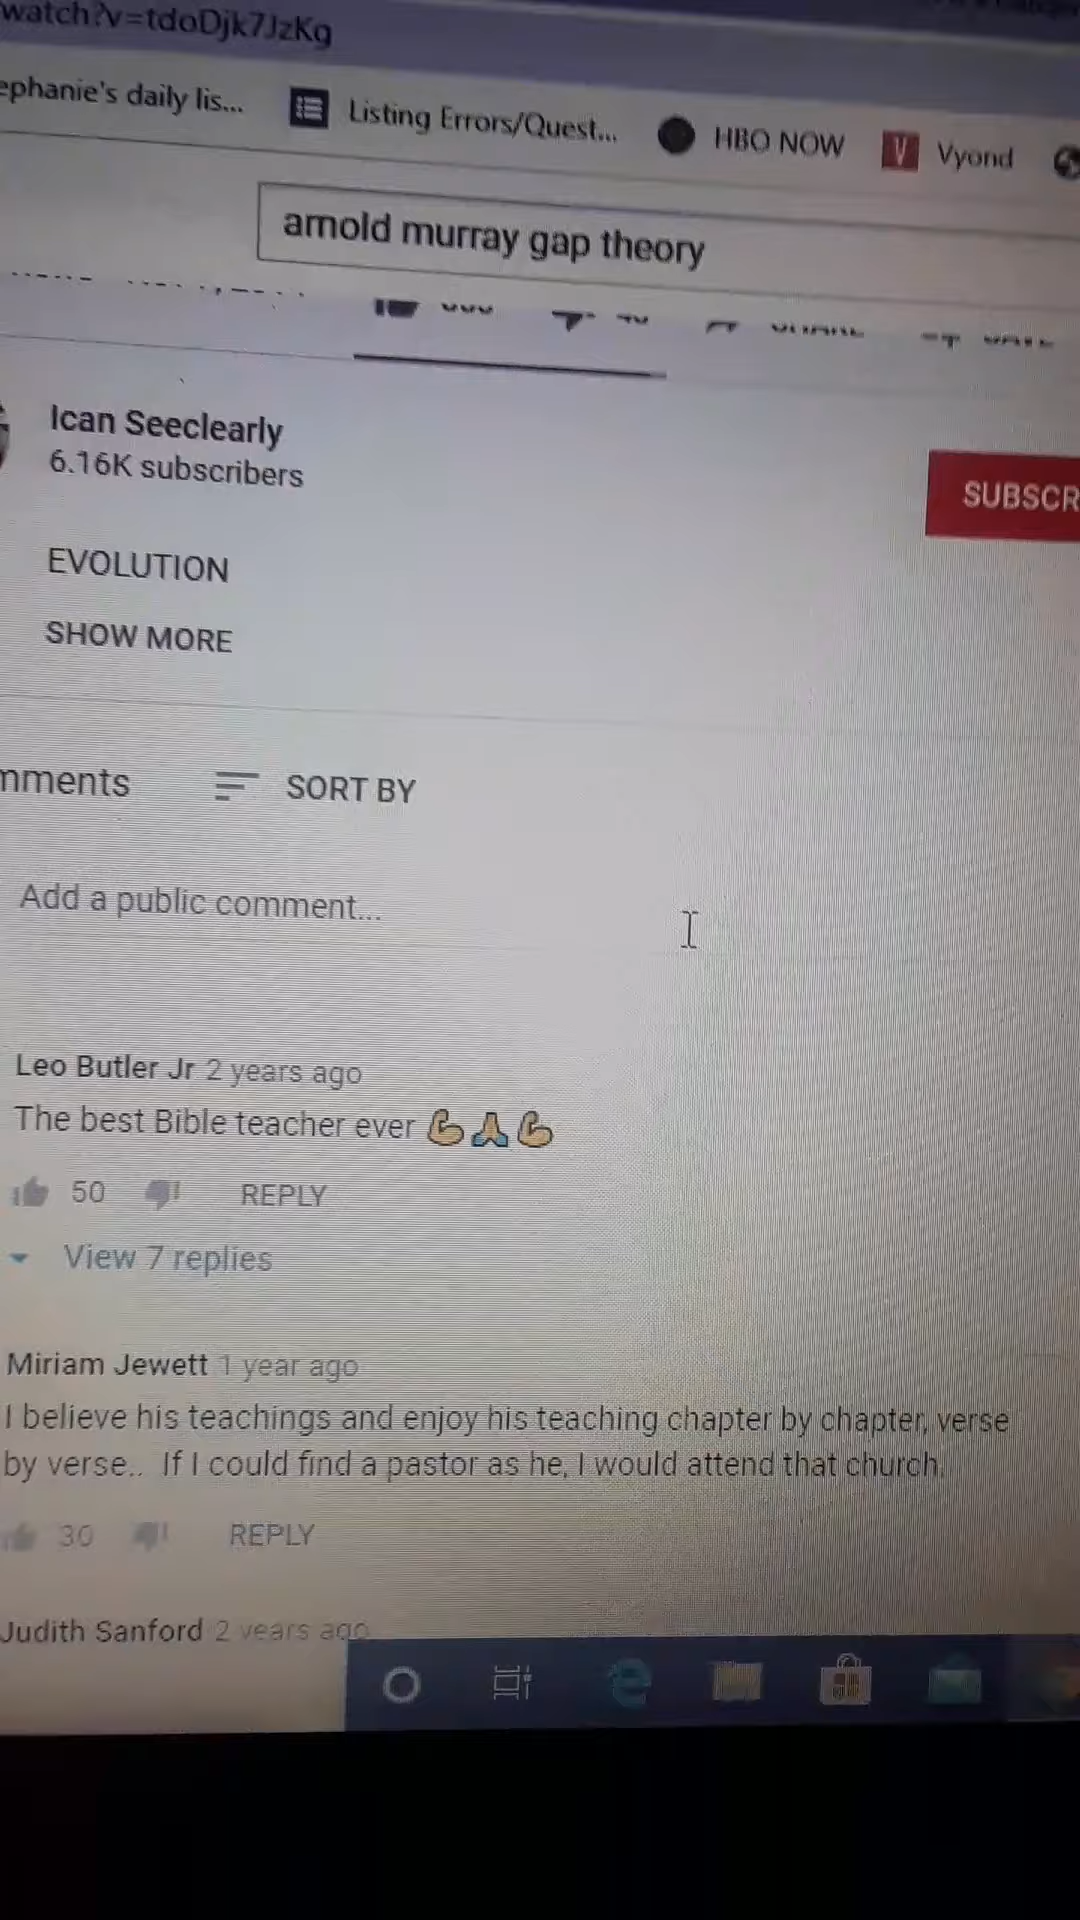 watch?v=tdoDjk7JzKg
ephanie's daily lis... Listing Errors/Quest... HBO NOW V Vyond
arnold murray gap theory
Ican Seeclearly
6.16K subscribers
SUBSCR
EVOLUTION
SHOW MORE
mments SORT BY
Add a public comment...
Leo Butler Jr 2 years ago
The best Bible teacher ever 💪🙏💪
50 REPLY
View 7 replies
Miriam Jewett 1 year ago
I believe his teachings and enjoy his teaching chapter by chapter, verse
by verse.. If I could find a pastor as he, I would attend that church.
30 REPLY
Judith Sanford 2 years ago